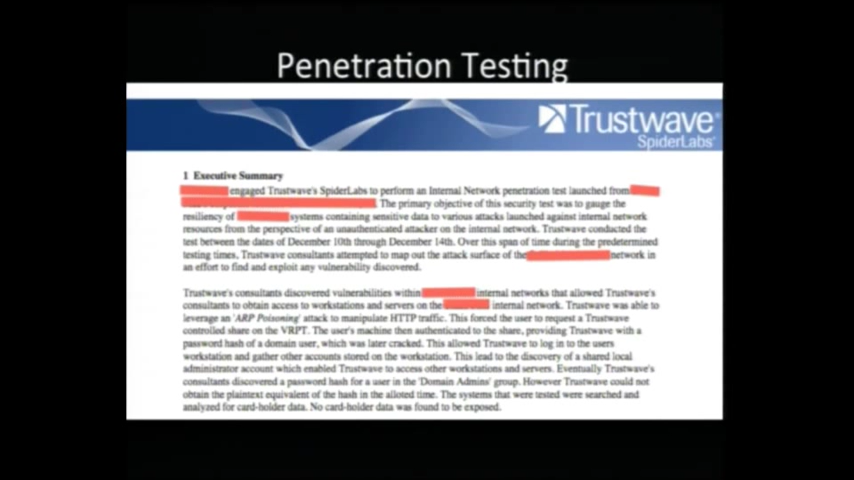 Penetration Testing
Trustwave®
SpiderLabs®
1 Executive Summary
engaged Trustwave's SpiderLabs to perform an Internal Network penetration test launched from
. The primary objective of this security test was to gauge the
resiliency of systems containing sensitive data to various attacks launched against internal network
resources from the perspective of an unauthenticated attacker on the internal network. Trustwave conducted the
test between the dates of December 10th through December 14th. Over this span of time during the predetermined
testing times, Trustwave consultants attempted to map out the attack surface of the network in
an effort to find and exploit any vulnerability discovered.
Trustwave's consultants discovered vulnerabilities within internal networks that allowed Trustwave's
consultants to obtain access to workstations and servers on the internal network. Trustwave was able to
leverage an 'ARP Poisoning' attack to manipulate HTTP traffic. This forced the user to request a Trustwave
controlled share on the VRPT. The user's machine then authenticated to the share, providing Trustwave with a
password hash of a domain user, which was later cracked. This allowed Trustwave to log in to the users
workstation and gather other accounts stored on the workstation. This lead to the discovery of a shared local
administrator account which enabled Trustwave to access other workstations and servers. Eventually Trustwave's
consultants discovered a password hash for a user in the 'Domain Admins' group. However Trustwave could not
obtain the plaintext equivalent of the hash in the alloted time. The systems that were tested were searched and
analyzed for card-holder data. No card-holder data was found to be exposed.